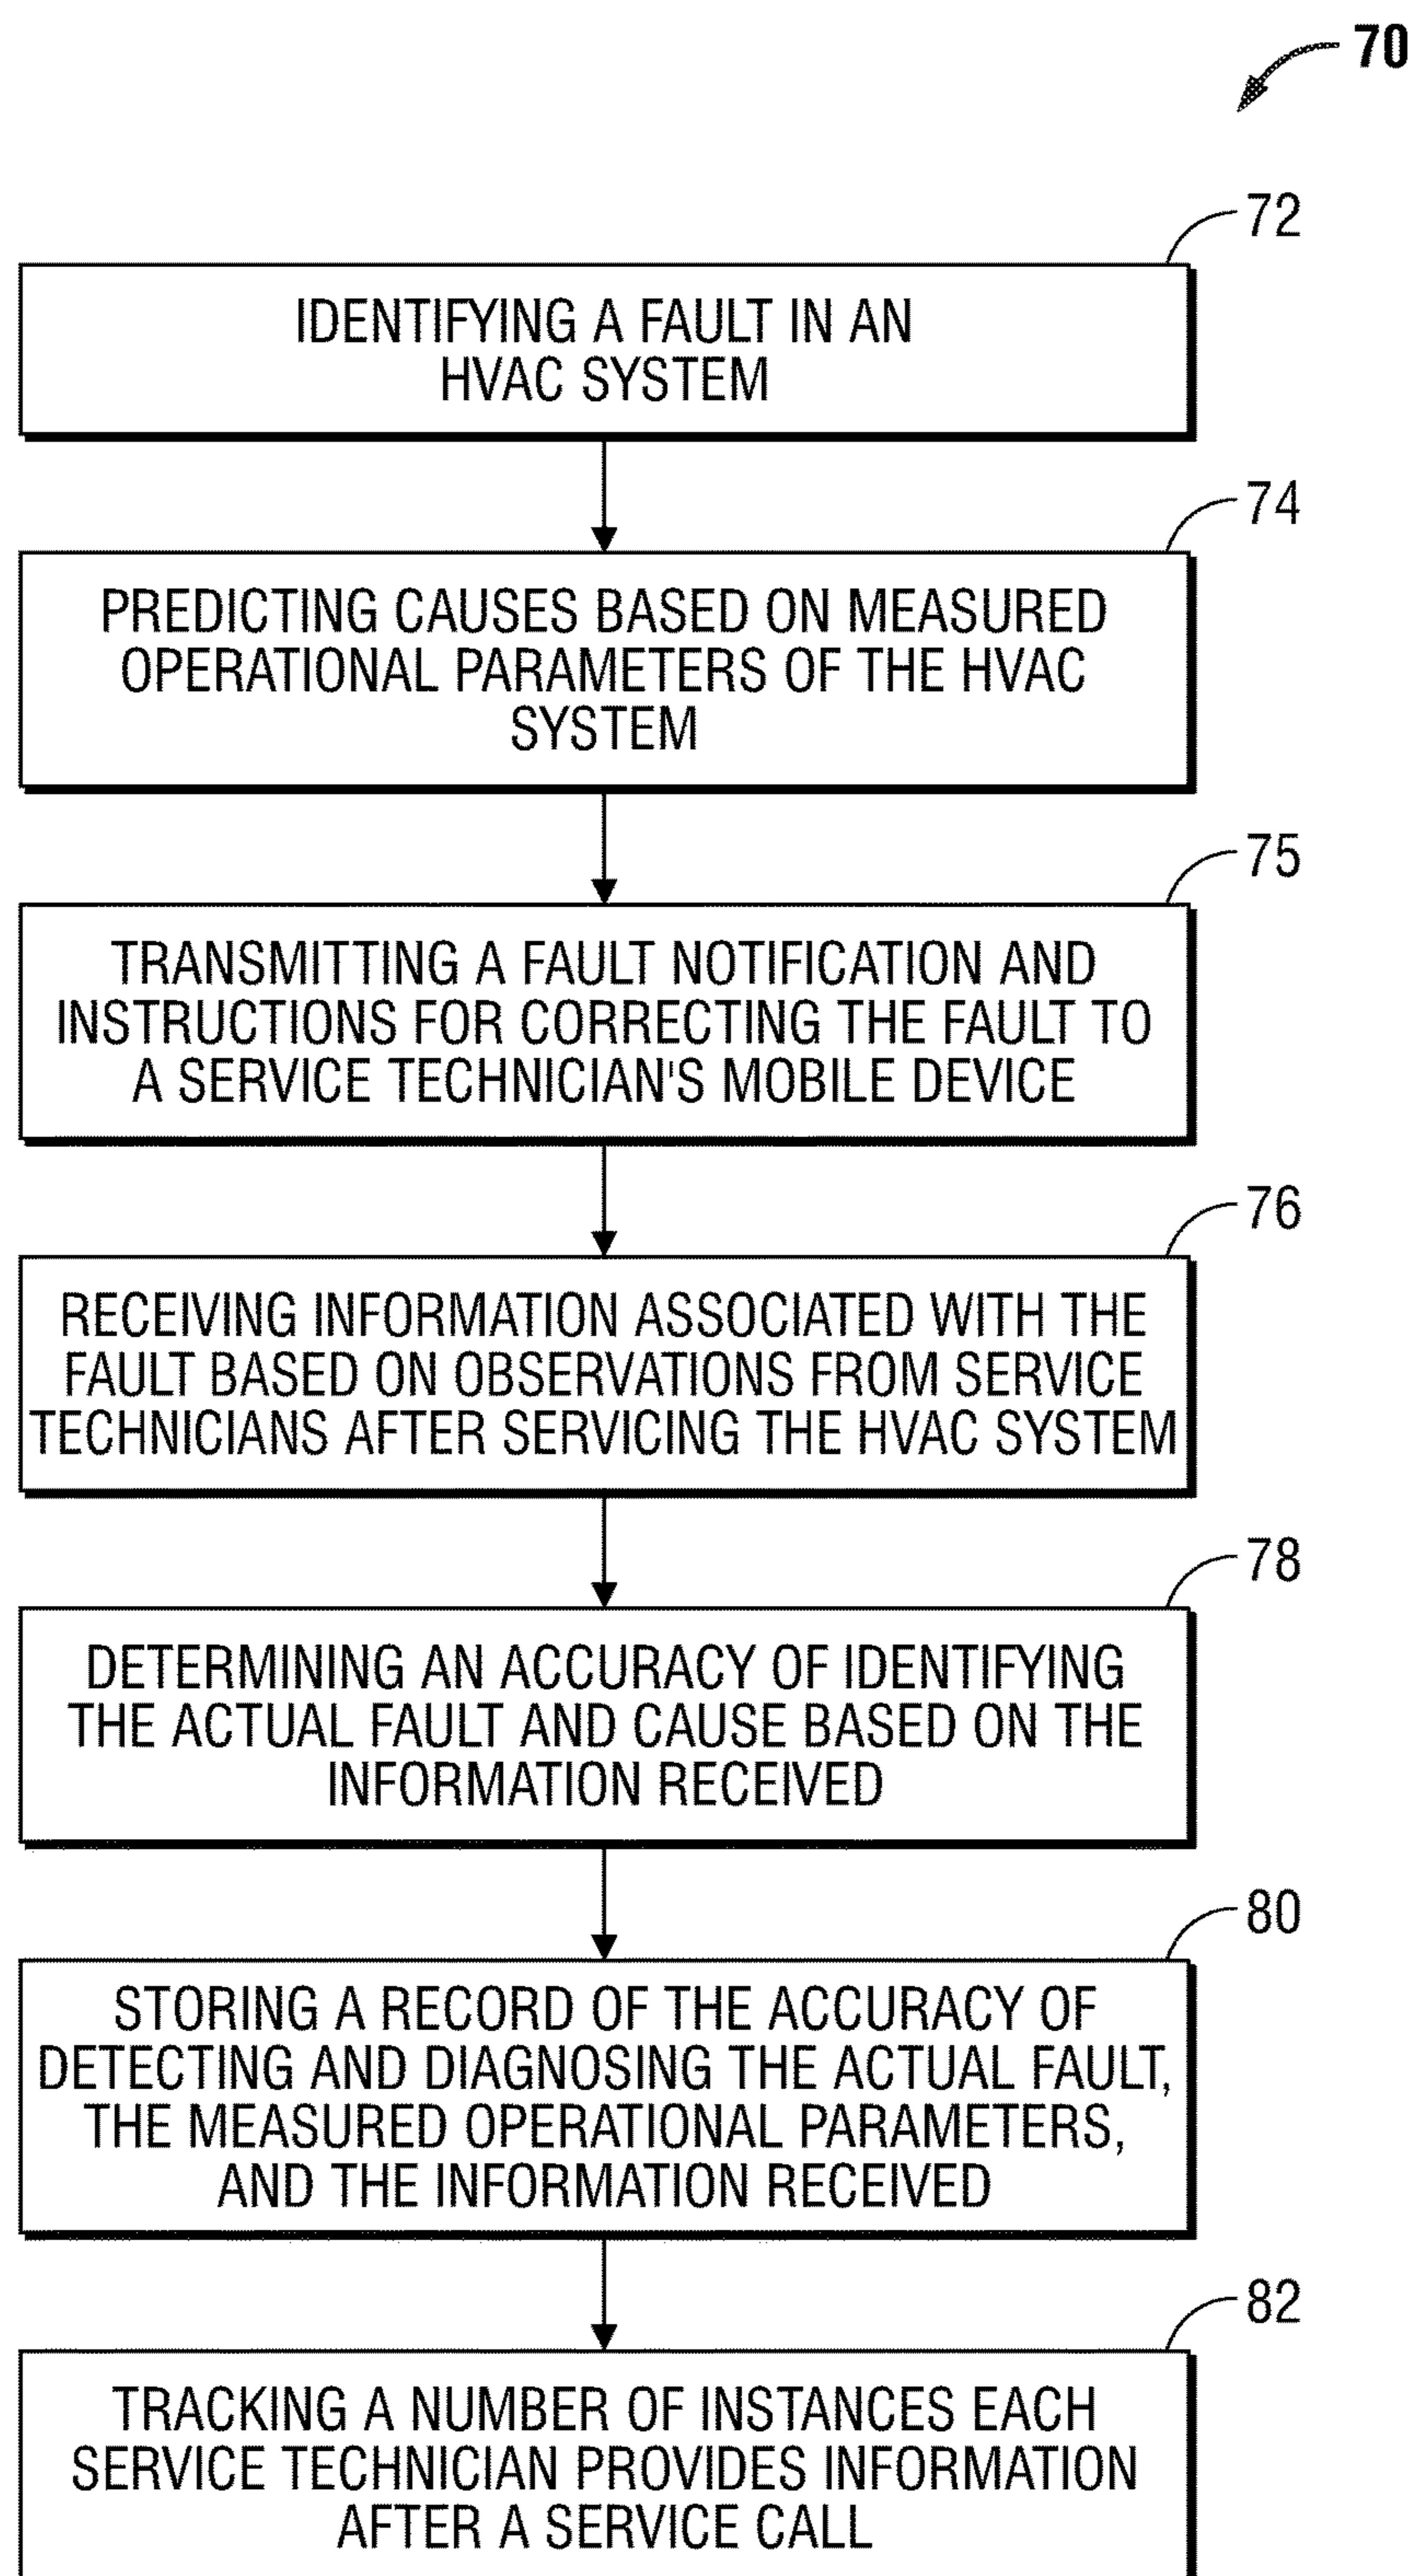 70
72
IDENTIFYING A FAULT IN AN
HVAC SYSTEM
74
PREDICTING CAUSES BASED ON MEASURED
OPERATIONAL PARAMETERS OF THE HVAC
SYSTEM
75
TRANSMITTING A FAULT NOTIFICATION AND
INSTRUCTIONS FOR CORRECTING THE FAULT TO
A SERVICE TECHNICIAN'S MOBILE DEVICE
76
RECEIVING INFORMATION ASSOCIATED WITH THE
FAULT BASED ON OBSERVATIONS FROM SERVICE
TECHNICIANS AFTER SERVICING THE HVAC SYSTEM
78
DETERMINING AN ACCURACY OF IDENTIFYING
THE ACTUAL FAULT AND CAUSE BASED ON THE
INFORMATION RECEIVED
80
STORING A RECORD OF THE ACCURACY OF
DETECTING AND DIAGNOSING THE ACTUAL FAULT,
THE MEASURED OPERATIONAL PARAMETERS,
AND THE INFORMATION RECEIVED
82
TRACKING A NUMBER OF INSTANCES EACH
SERVICE TECHNICIAN PROVIDES INFORMATION
AFTER A SERVICE CALL